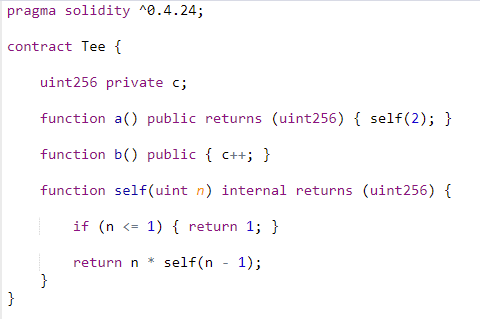 pragma solidity ^0.4.24;
contract Tee {
uint256 private c;
function a() public returns (uint256) { self(2); }
function b() public { c++; }
function self(uint n) internal returns (uint256) {
if (n <= 1) { return 1; }
return n * self(n - 1);
}
}